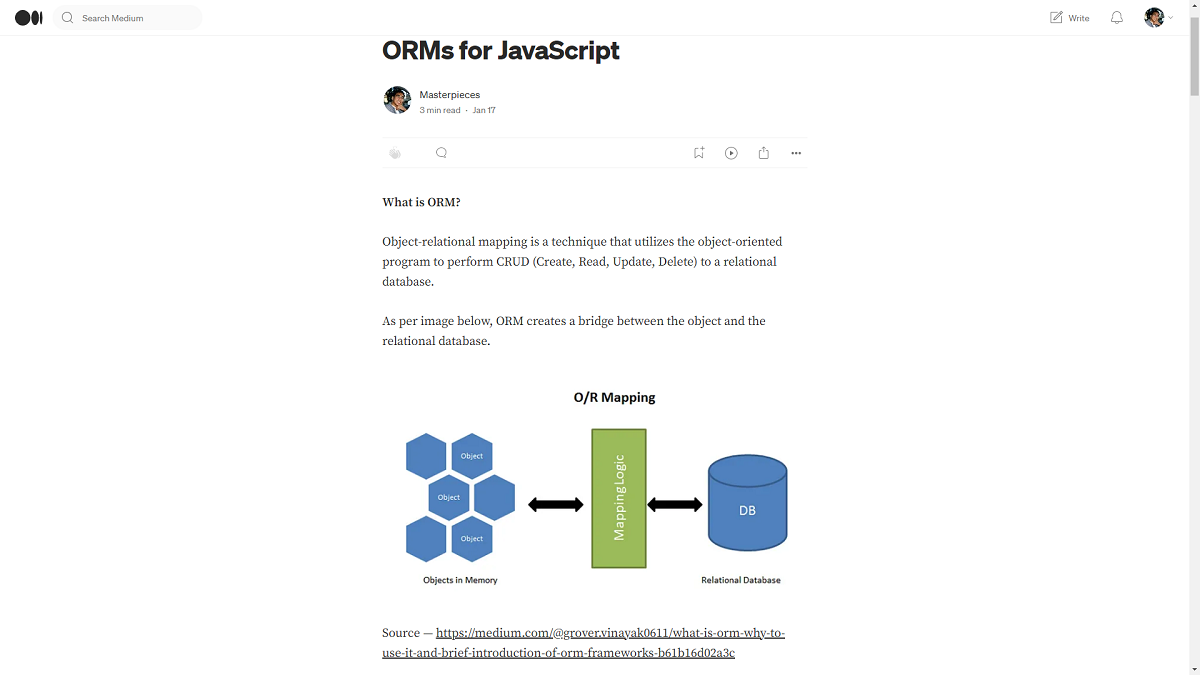 Search Medium
Write
ORMs for JavaScript
Masterpieces
3 min read · Jan 17
What is ORM?
Object-relational mapping is a technique that utilizes the object-oriented
program to perform CRUD (Create, Read, Update, Delete) to a relational
database.
As per image below, ORM creates a bridge between the object and the
relational database.
O/R Mapping
Object
Object
Object
MappingLogic
DB
Objects in Memory
Relational Database
Source — https://medium.com/@grover.vinayak0611/what-is-orm-why-to-
use-it-and-brief-introduction-of-orm-frameworks-b61b16d02a3c